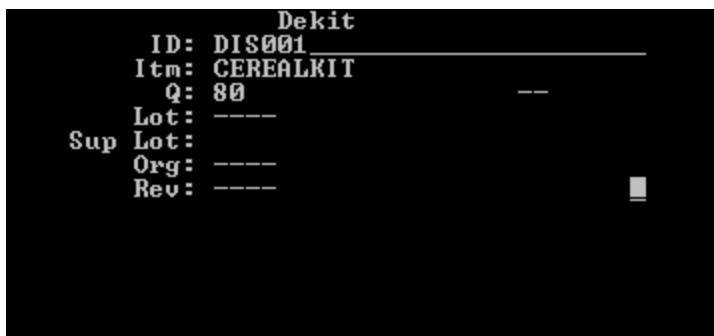 Dekit
ID: DIS001
Itm: CEREALKIT
Q: 80 --
Lot: ----
Sup Lot:
Org: ----
Rev: ----